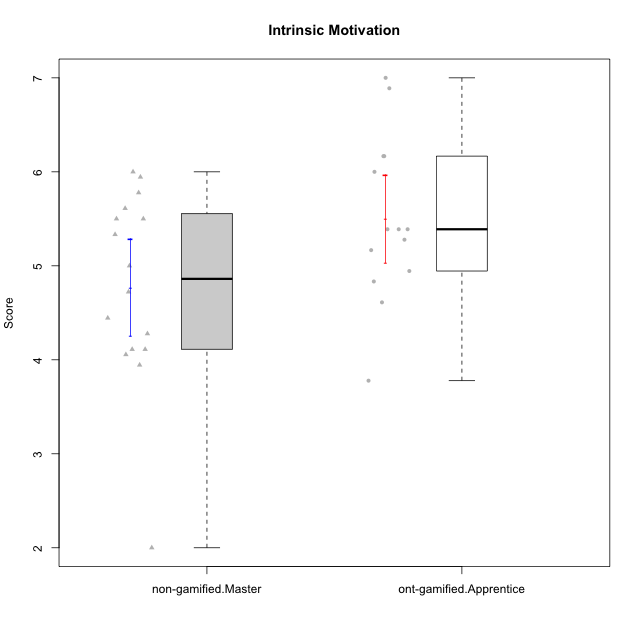 Intrinsic Motivation
Score
7
6
5
4
3
2
non-gamified.Master
ont-gamified.Apprentice